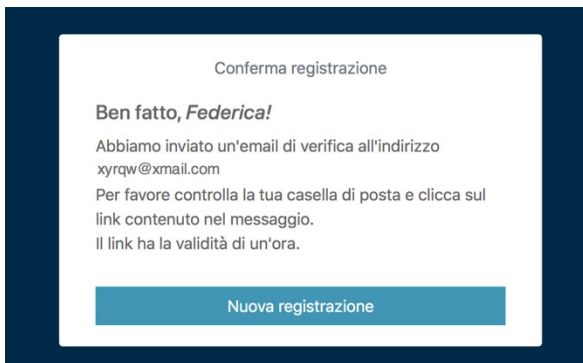 Conferma registrazione
Ben fatto, Federica!
Abbiamo inviato un'email di verifica all'indirizzo
xyrqw@xmail.com
Per favore controlla la tua casella di posta e clicca sul
link contenuto nel messaggio.
Il link ha la validità di un'ora.
Nuova registrazione